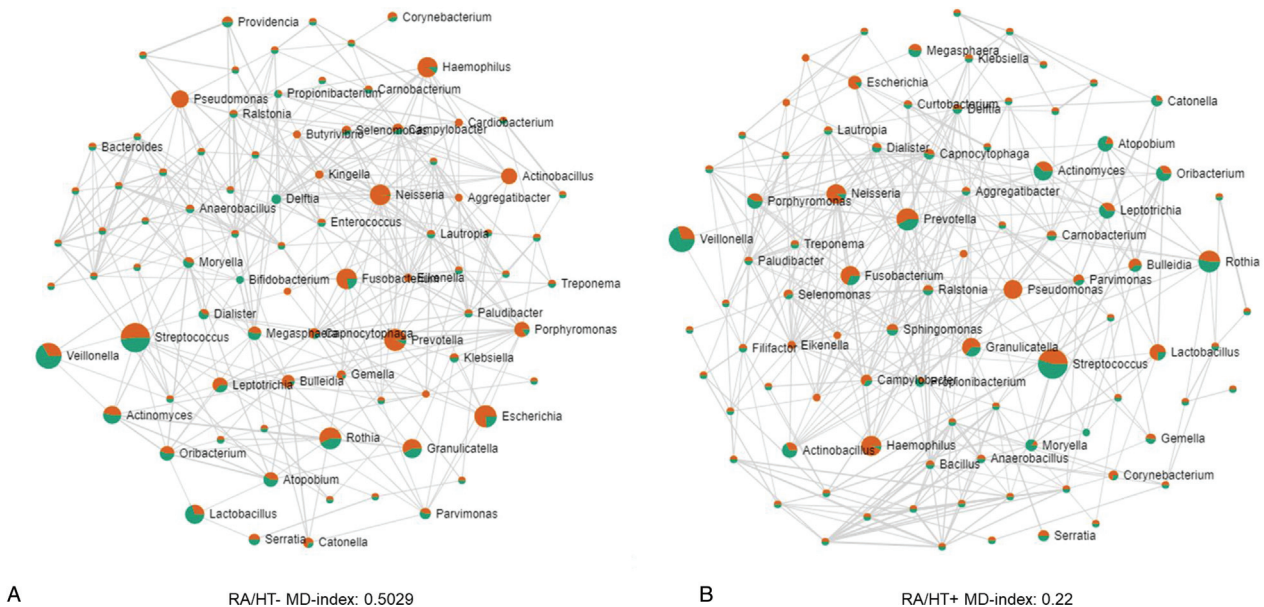 Providencia
Corynebacterium
Haemophilus
Carnobacterium
Propionibacterium
Pseudomonas
Ralstonia
Cardiobacterium
Butyrivibrio
Selenomonas
Campylobacter
Bacteroides
Kingella
Actinobacillus
Neisseria
Delftia
Aggregatibacter
Anaerobacillus
Enterococcus
Lautropia
Moryella
Bifidobacterium
Fusobacterium
Eikenella
Treponema
Dialister
Paludibacter
Streptococcus
Megasphaera
Capnocytophaga
Prevotella
Porphyromonas
Veillonella
Klebsiella
Gemella
Leptotrichia
Bulleidia
Actinomyces
Escherichia
Rothia
Granulicatella
Oribacterium
Atopobium
Lactobacillus
Parvimonas
Serratia
Catonella
A
RA/HT- MD-index: 0.5029
Megasphaera
Klebsiella
Escherichia
Curtobacterium
Delftia
Catonella
Lautropia
Dialister
Capnocytophaga
Atopobium
Actinomyces
Oribacterium
Neisseria
Aggregatibacter
Porphyromonas
Prevotella
Leptotrichia
Veillonella
Treponema
Carnobacterium
Paludibacter
Rothia
Bulleidia
Fusobacterium
Parvimonas
Selenomonas
Ralstonia
Pseudomonas
Sphingomonas
Filifactor
Eikenella
Granulicatella
Lactobacillus
Streptococcus
Campylobacter
Propionibacterium
Actinobacillus
Haemophilus
Moryella
Gemella
Bacillus
Anaerobacillus
Corynebacterium
Serratia
B
RA/HT+ MD-index: 0.22